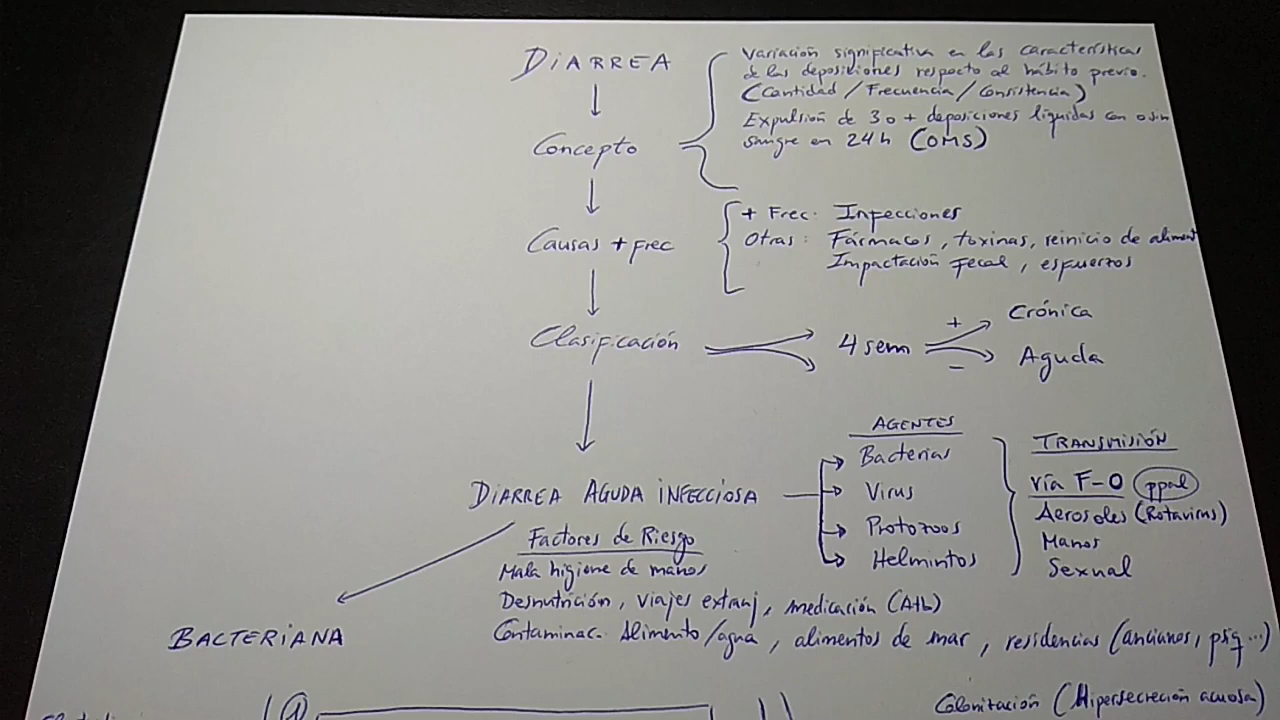 DIARREA
Variación significativa en las características
de las deposiciones respecto al hábito previo.
(Cantidad / Frecuencia / Consistencia)
Expulsión de 3 o + deposiciones líquidas con o sin
sangre en 24 h (OMS)
Concepto
Causas + frec
+ Frec: Infecciones
Otras: Fármacos, toxinas, reinicio de aliment
Impactación fecal, esfuerzos
Clasificación
4 sem
+
Crónica
-
Aguda
DIARREA AGUDA INFECCIOSA
AGENTES
Bacterias
Virus
Protozoos
Helmintos
TRANSMISIÓN
Vía F-O (ppal)
Aerosoles (Rotavirus)
Manos
Sexual
Factores de Riesgo
Mala higiene de manos
Desnutrición, viajes extranj, medicación (Atb)
Contaminac. Alimento/agua, alimentos de mar, residencias (ancianos, psiq...)
BACTERIANA
1
Colonización (Hipersecreción acuosa)